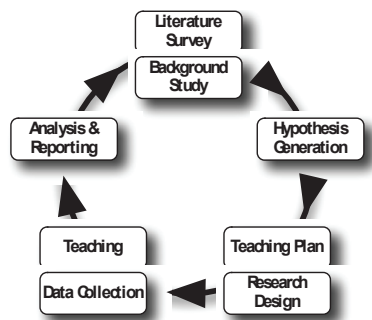 Literature
Survey
Background
Study
Analysis &
Reporting
Hypothesis
Generation
Teaching
Teaching Plan
Data Collection
Research
Design